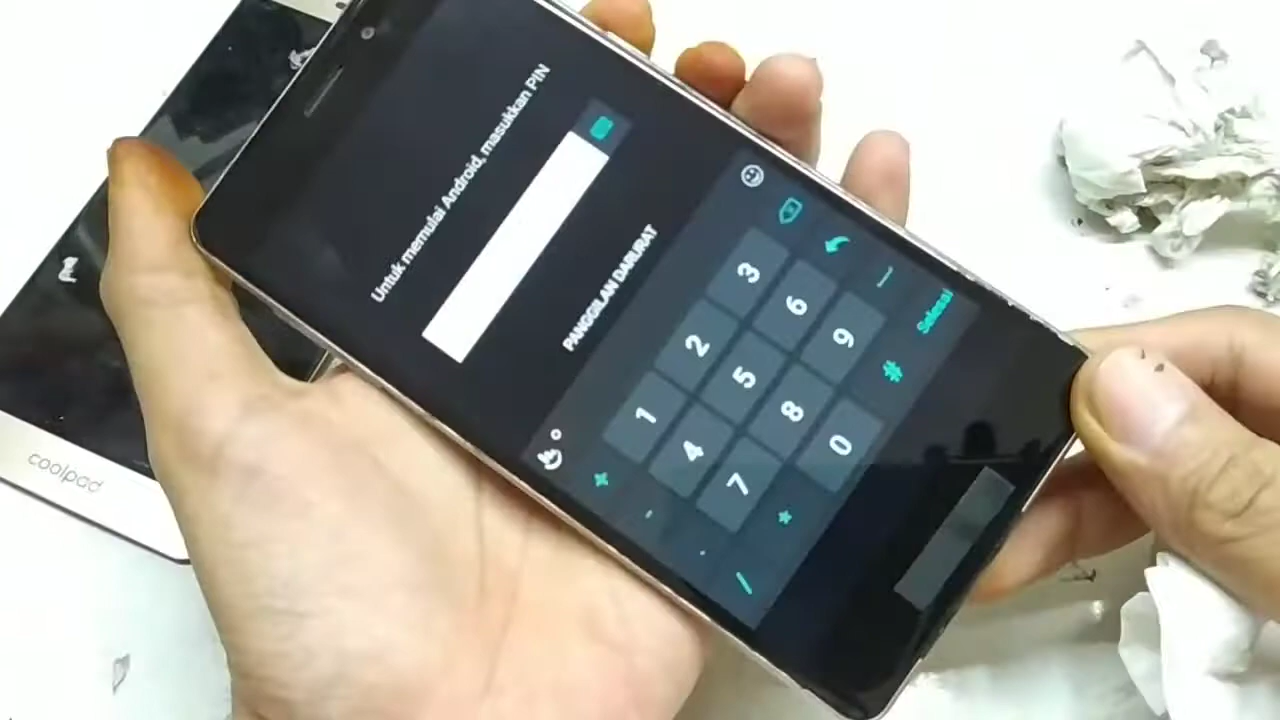 Untuk memulai Android, masukkan PIN
PANGGILAN DARURAT
1 2 3
4 5 6
7 8 9
0
+ - . /
* # _
Selesai
coolpad